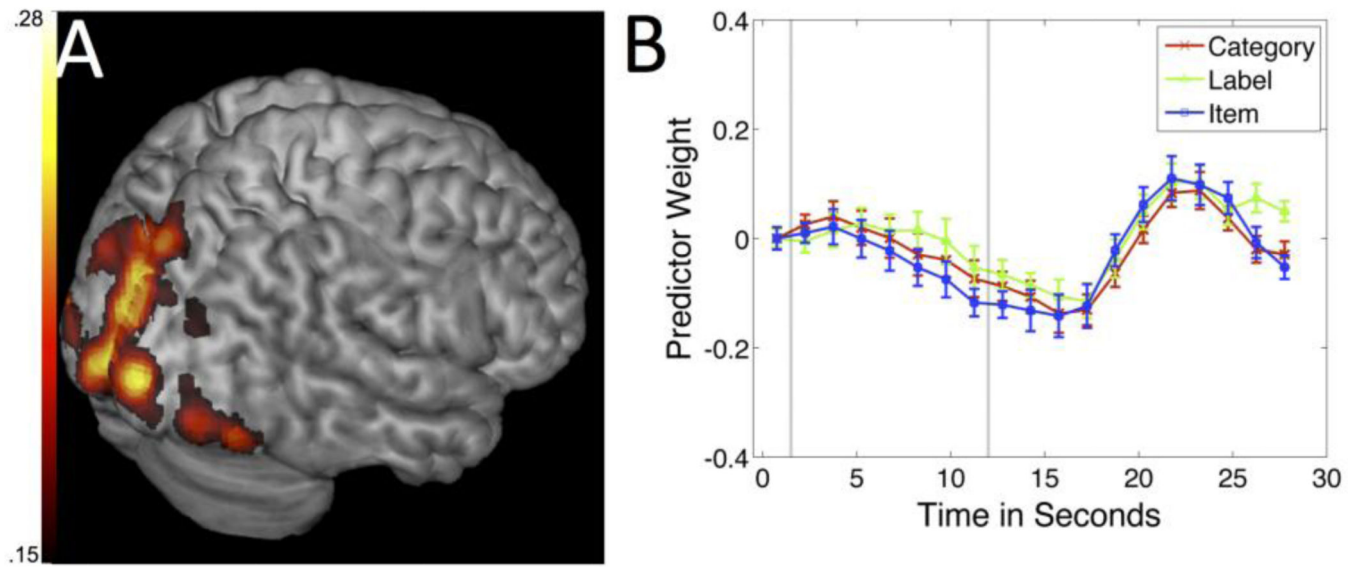 .28
A
.15
B
0.4
0.2
0
-0.2
-0.4
Predictor Weight
Category
Label
Item
0 5 10 15 20 25 30
Time in Seconds